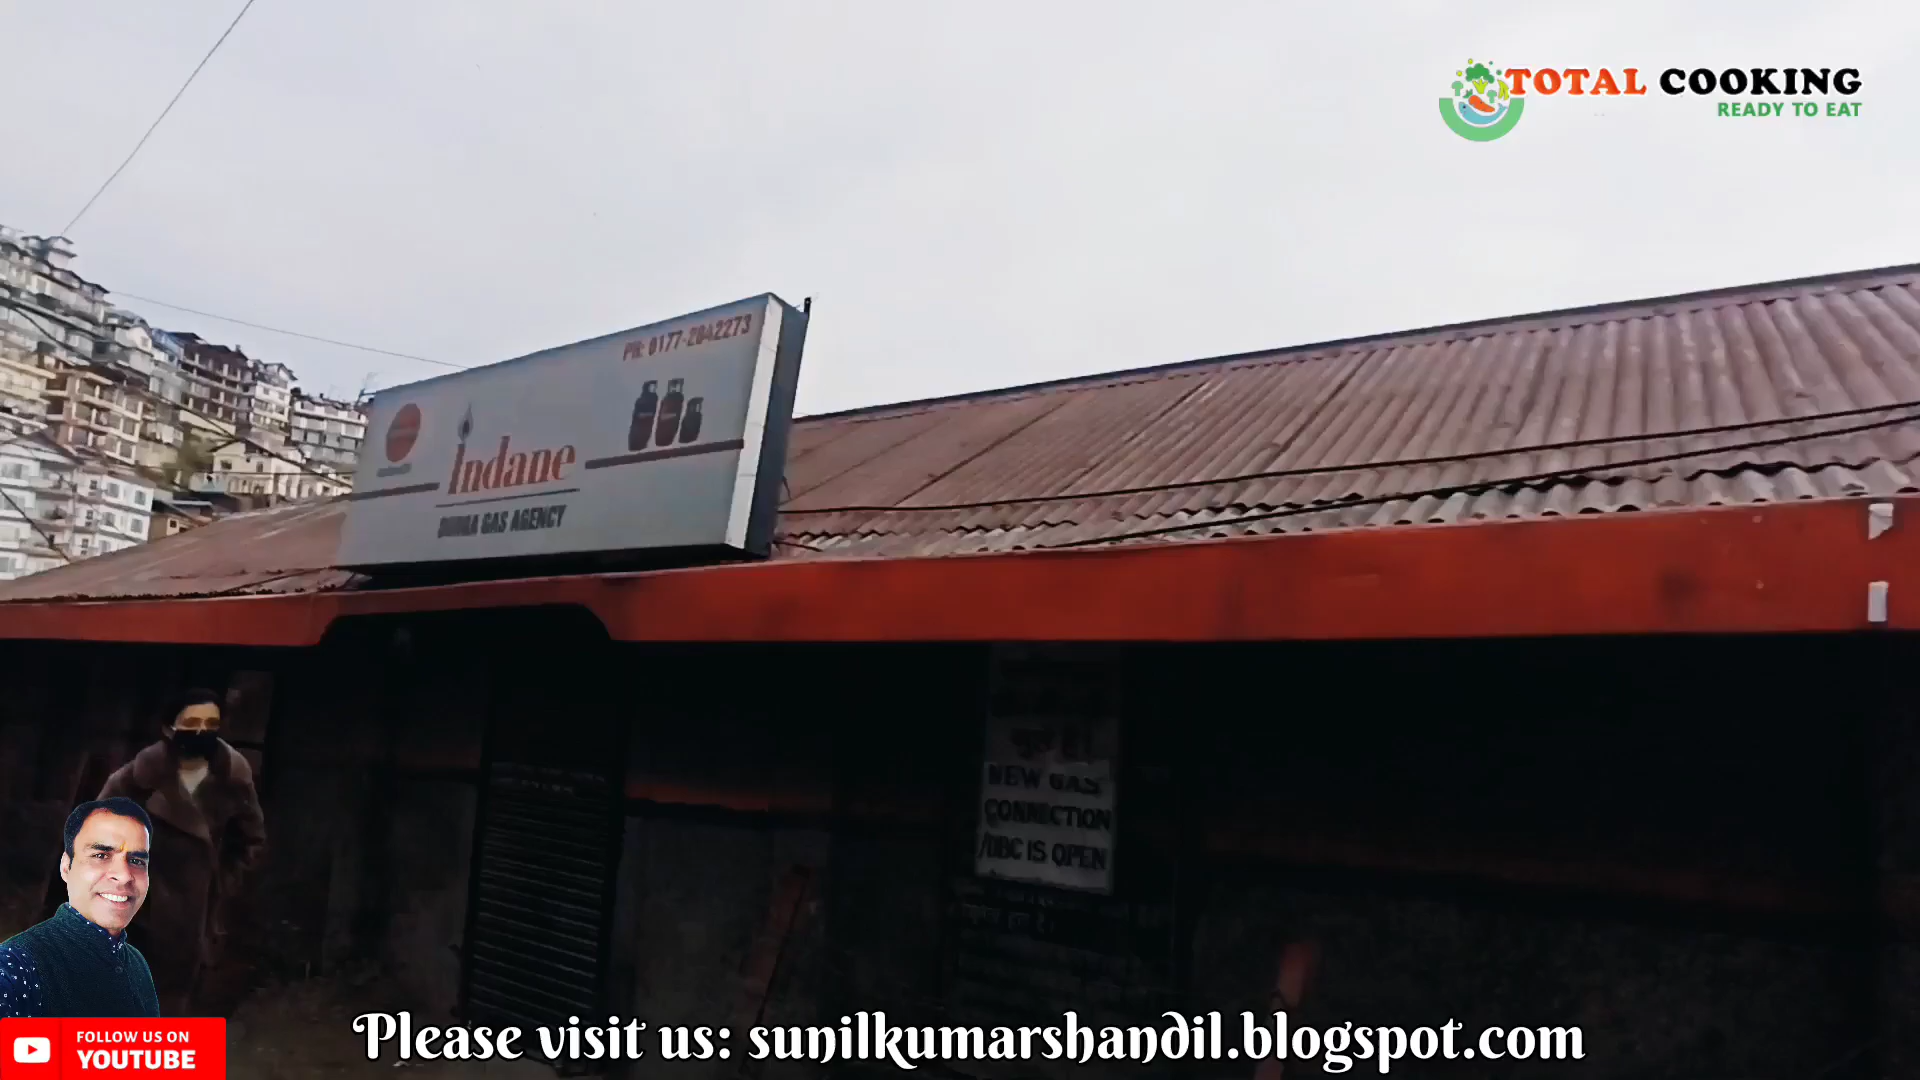 TOTAL COOKING
READY TO EAT
PH: 0177-2842273
Indane
GAS AGENCY
NEW GAS
CONNECTION
/DBC IS OPEN
Please visit us: sunilkumarshandil.blogspot.com
FOLLOW US ON
YOUTUBE